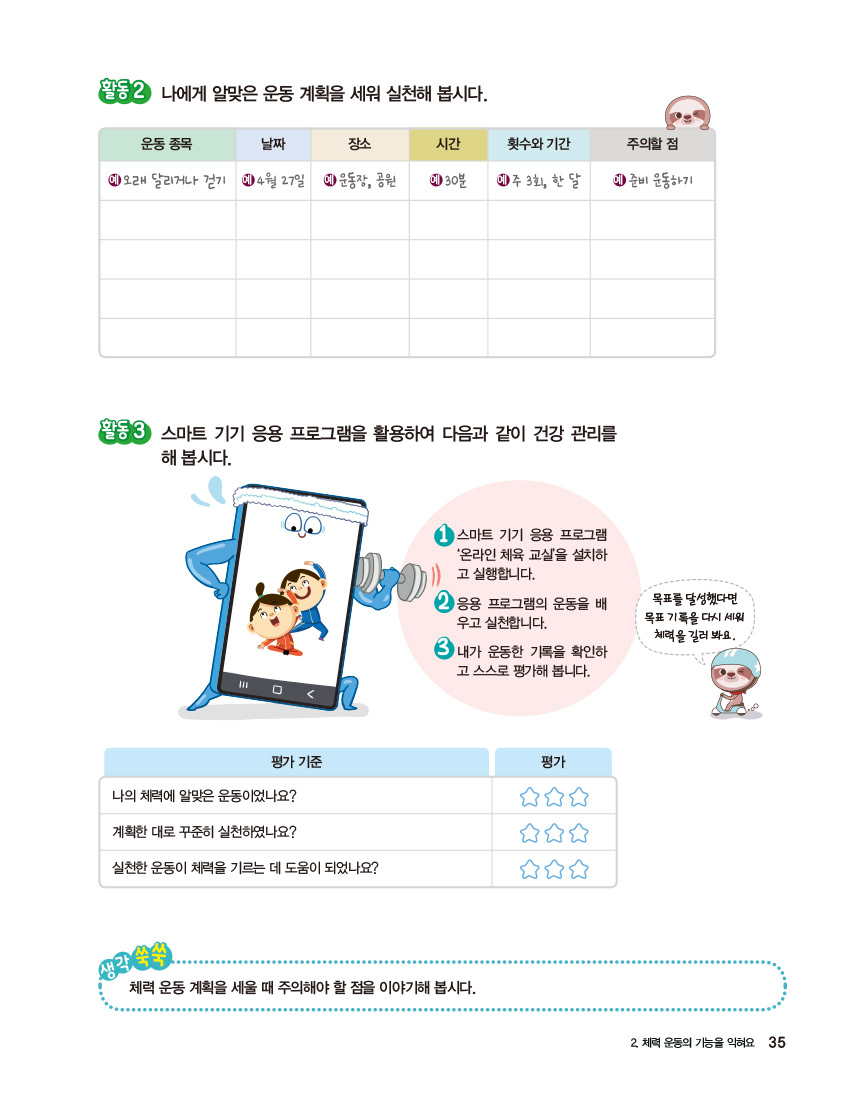 활동 2 나에게 알맞은 운동 계획을 세워 실천해 봅시다.
운동 종목 날짜 장소 시간 횟수와 기간 주의할 점
예 오래 달리거나 걷기 예 4월 27일 예 운동장, 공원 예 30분 예 주 3회, 한 달 예 준비 운동하기
활동 3 스마트 기기 응용 프로그램을 활용하여 다음과 같이 건강 관리를
해 봅시다.
1 스마트 기기 응용 프로그램
‘온라인 체육 교실’을 설치하
고 실행합니다.
2 응용 프로그램의 운동을 배
우고 실천합니다.
3 내가 운동한 기록을 확인하
고 스스로 평가해 봅니다.
목표를 달성했다면
목표 기록을 다시 세워
체력을 길러 봐요.
평가 기준 평가
나의 체력에 알맞은 운동이었나요?
계획한 대로 꾸준히 실천하였나요?
실천한 운동이 체력을 기르는 데 도움이 되었나요?
생각 쑥쑥
체력 운동 계획을 세울 때 주의해야 할 점을 이야기해 봅시다.
2. 체력 운동의 기능을 익혀요 35